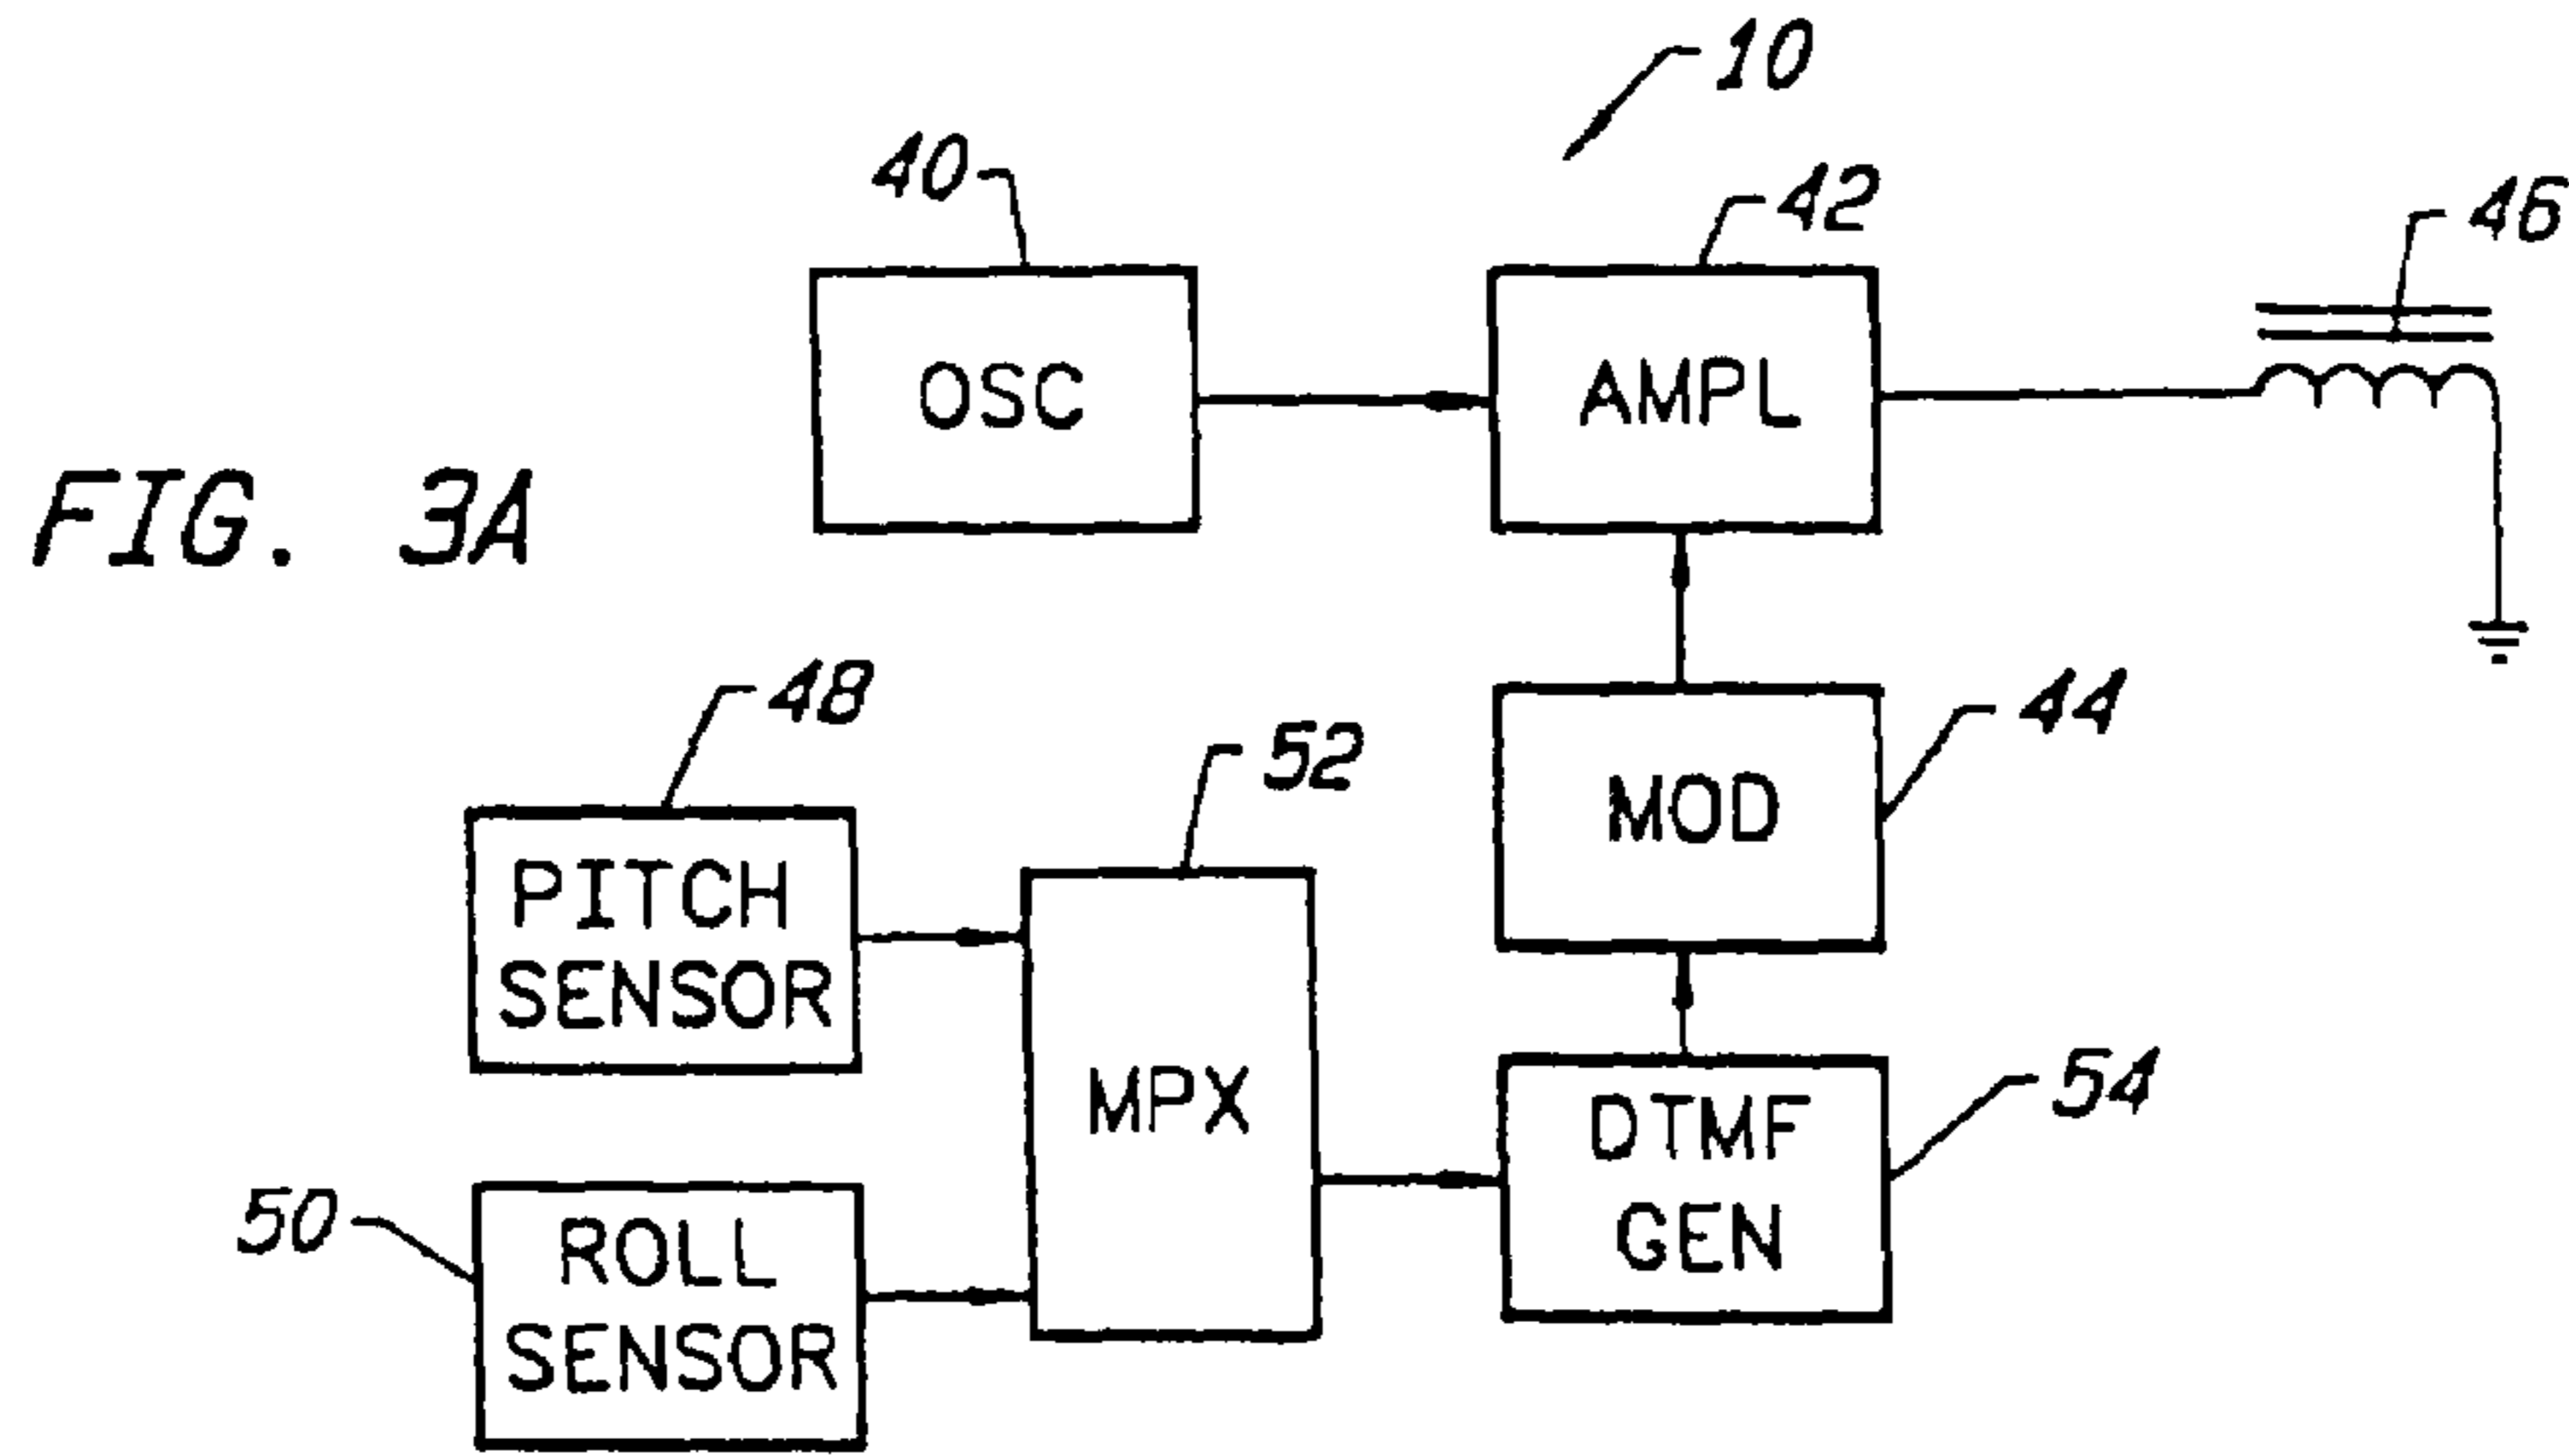 10
40
42
46
OSC
AMPL
FIG. 3A
48
52
44
PITCH
SENSOR
MPX
MOD
50
ROLL
SENSOR
DTMF
GEN
54